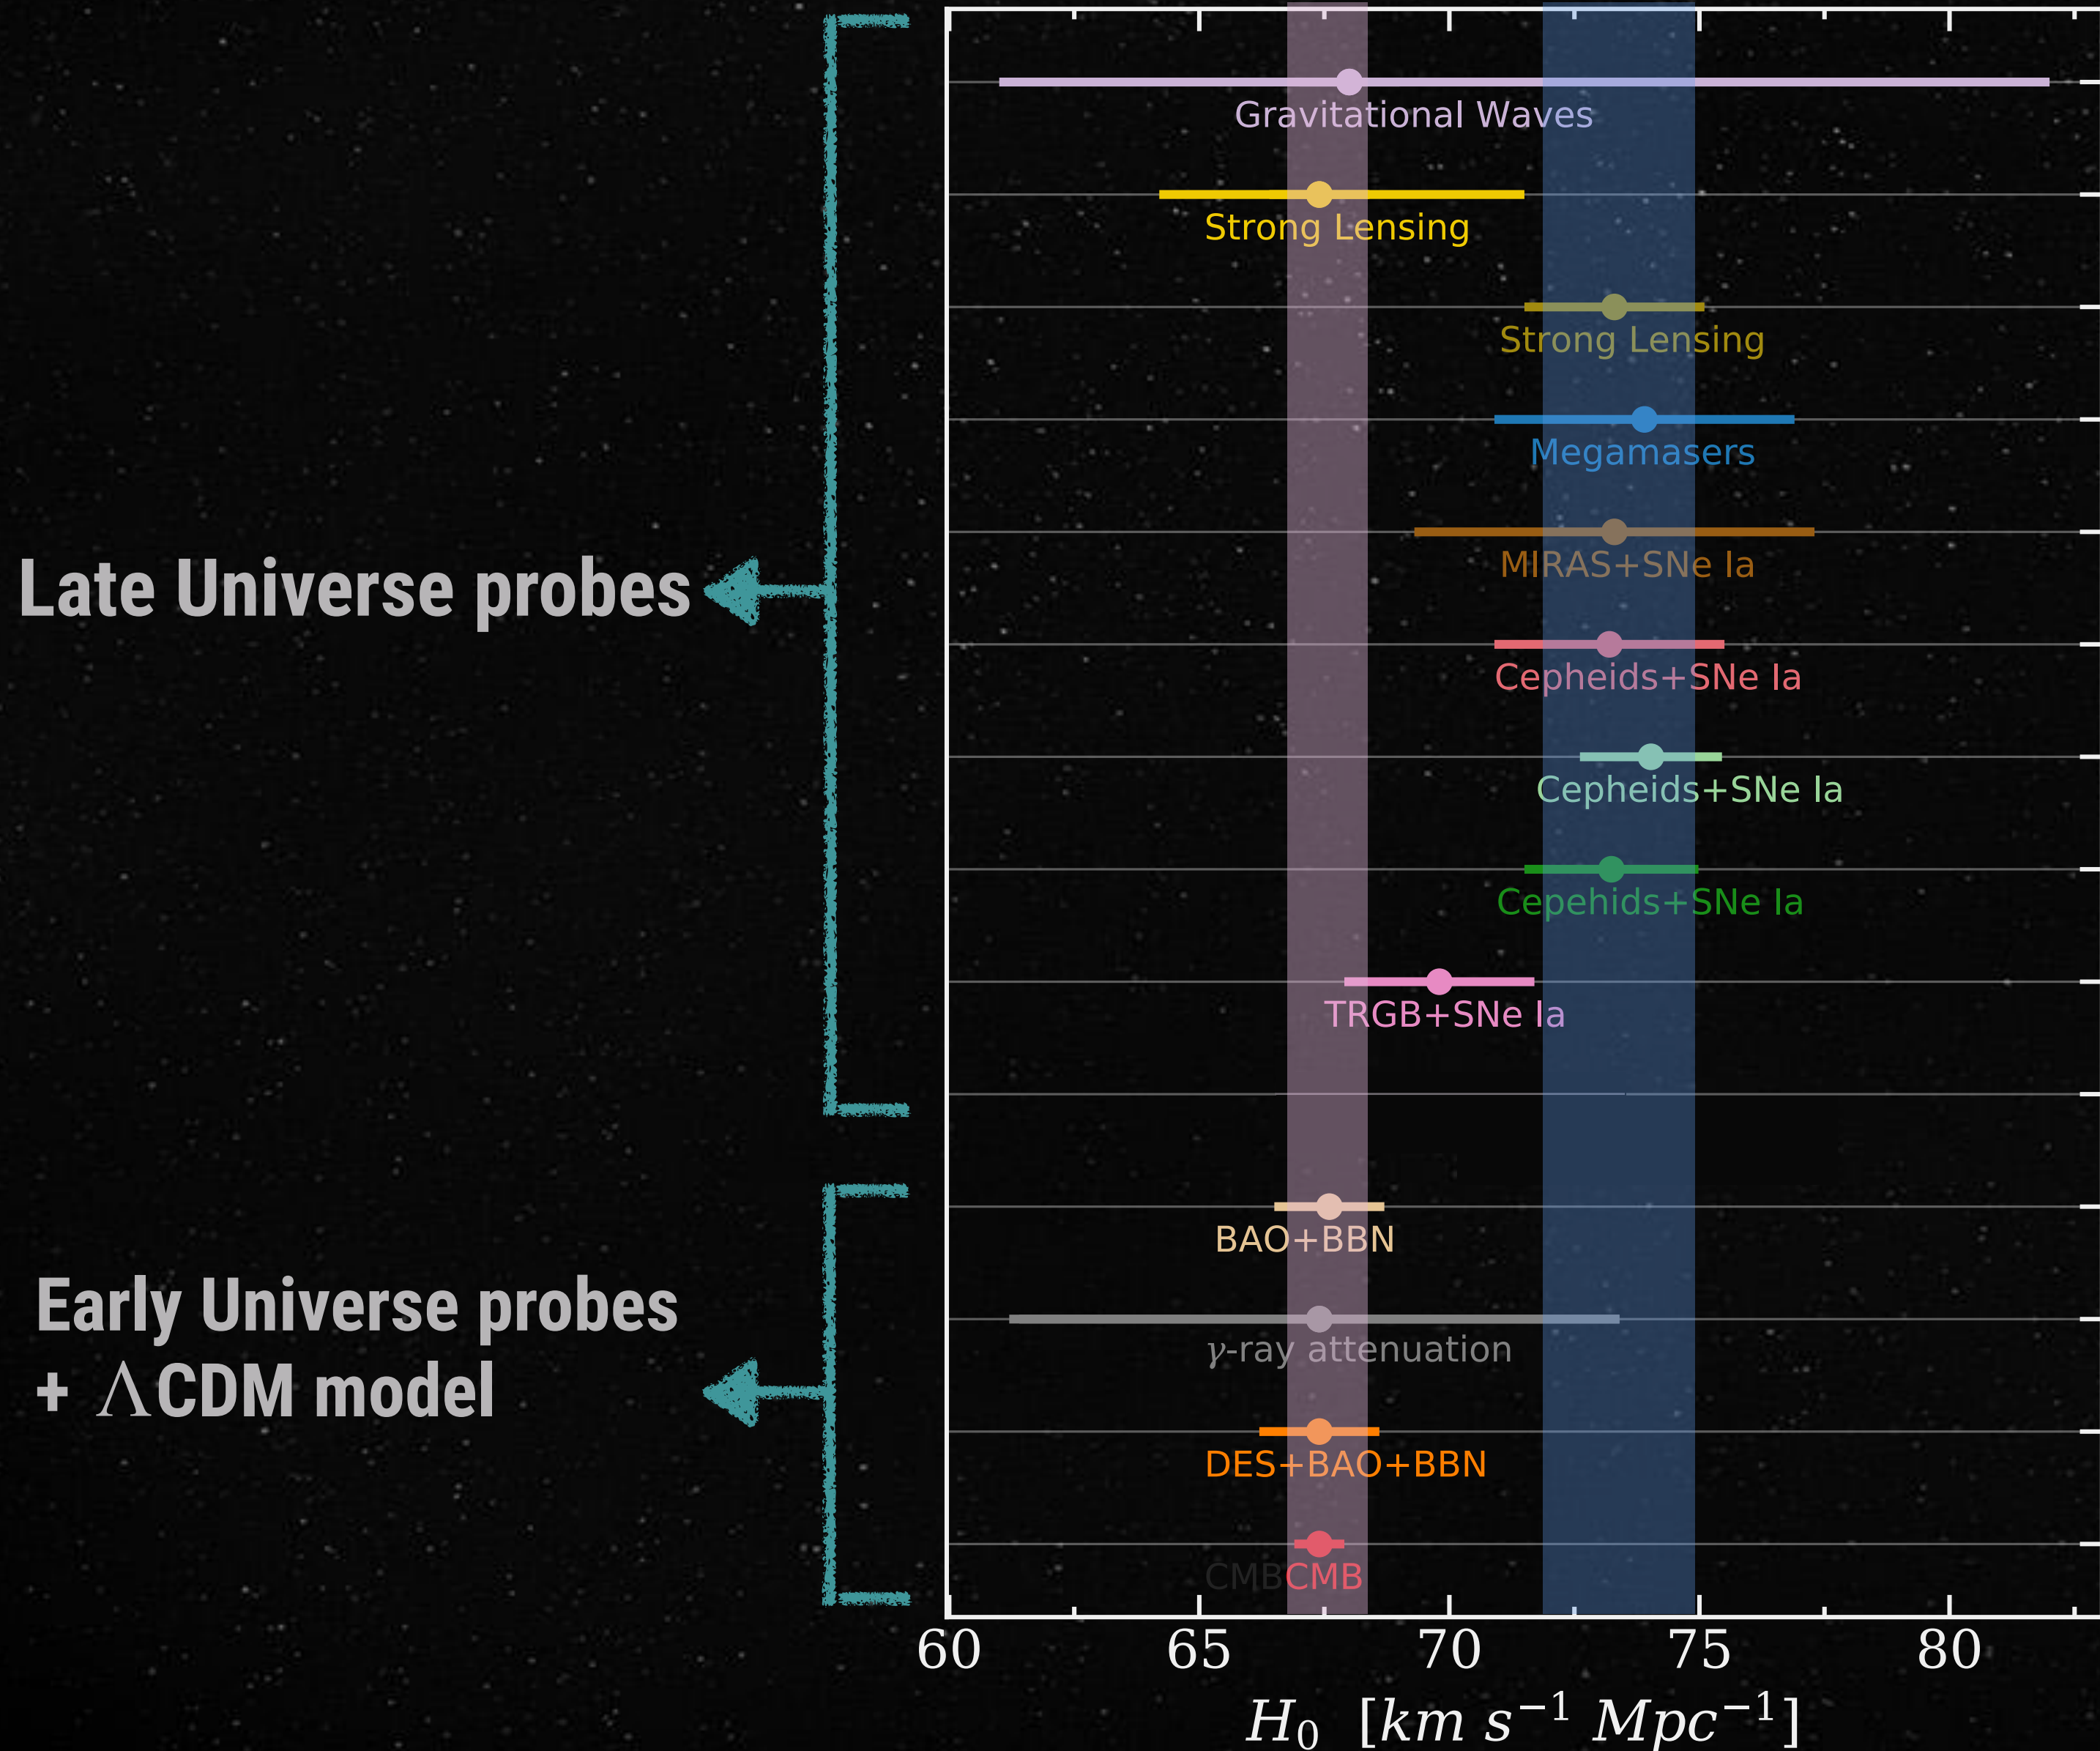 Gravitational Waves
Strong Lensing
Strong Lensing
Megamasers
MIRAS+SNe Ia
Late Universe probes
Cepheids+SNe Ia
Cepheids+SNe Ia
Cepehids+SNe Ia
TRGB+SNe Ia
BAO+BBN
Early Universe probes
+ ΛCDM model
γ-ray attenuation
DES+BAO+BBN
CMB CMB
60 65 70 75 80
H₀ [km s⁻¹ Mpc⁻¹]